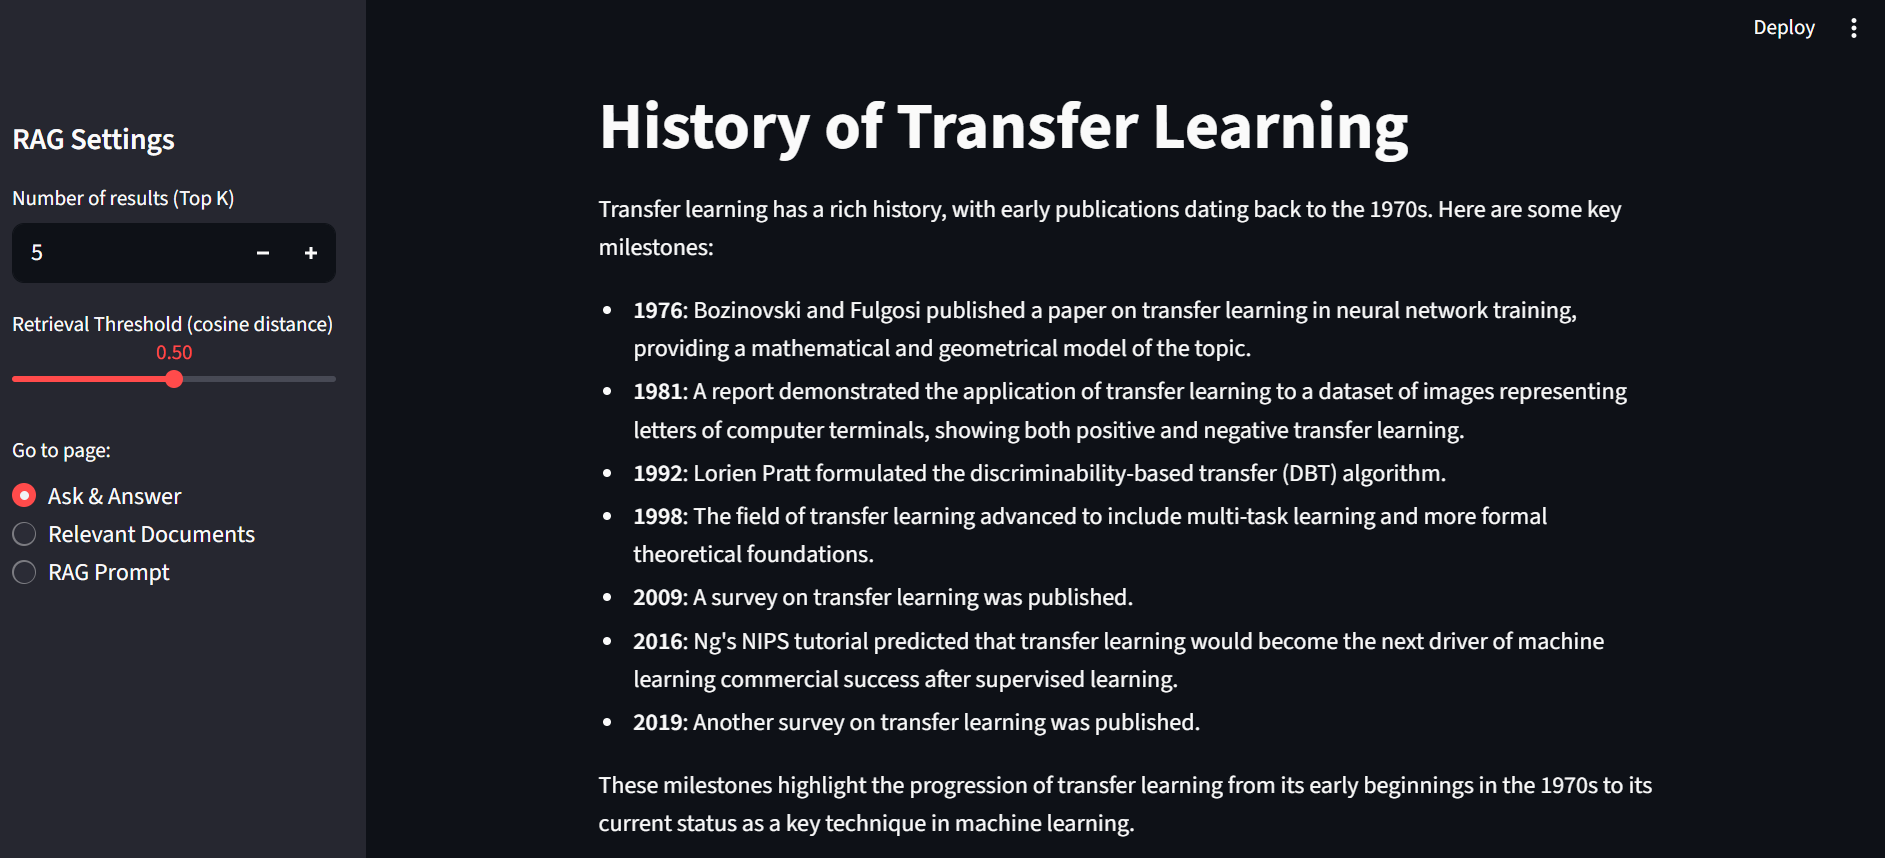 Deploy
RAG Settings
Number of results (Top K)
5
Retrieval Threshold (cosine distance)
0.50
Go to page:
Ask & Answer
Relevant Documents
RAG Prompt
History of Transfer Learning
Transfer learning has a rich history, with early publications dating back to the 1970s. Here are some key
milestones:
• 1976: Bozinovski and Fulgosi published a paper on transfer learning in neural network training,
providing a mathematical and geometrical model of the topic.
• 1981: A report demonstrated the application of transfer learning to a dataset of images representing
letters of computer terminals, showing both positive and negative transfer learning.
• 1992: Lorien Pratt formulated the discriminability-based transfer (DBT) algorithm.
• 1998: The field of transfer learning advanced to include multi-task learning and more formal
theoretical foundations.
• 2009: A survey on transfer learning was published.
• 2016: Ng's NIPS tutorial predicted that transfer learning would become the next driver of machine
learning commercial success after supervised learning.
• 2019: Another survey on transfer learning was published.
These milestones highlight the progression of transfer learning from its early beginnings in the 1970s to its
current status as a key technique in machine learning.